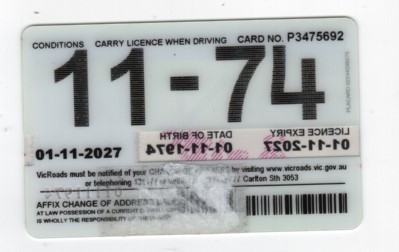 CONDITIONS CARRY LICENCE WHEN DRIVING CARD NO. P3475692
11-74
LICENCE EXPIRY
01-11-2027
DATE OF BIRTH
01-11-1974
01-11-2027
VicRoads must be notified of your CHANGE by visiting www.vicroads.vic.gov.au
or telephoning Carlton Sth 3053
AFFIX CHANGE OF ADDRESS
AT LAW POSSESSION OF A CURRENT
IS WHOLLY THE RESPONSIBILITY OF